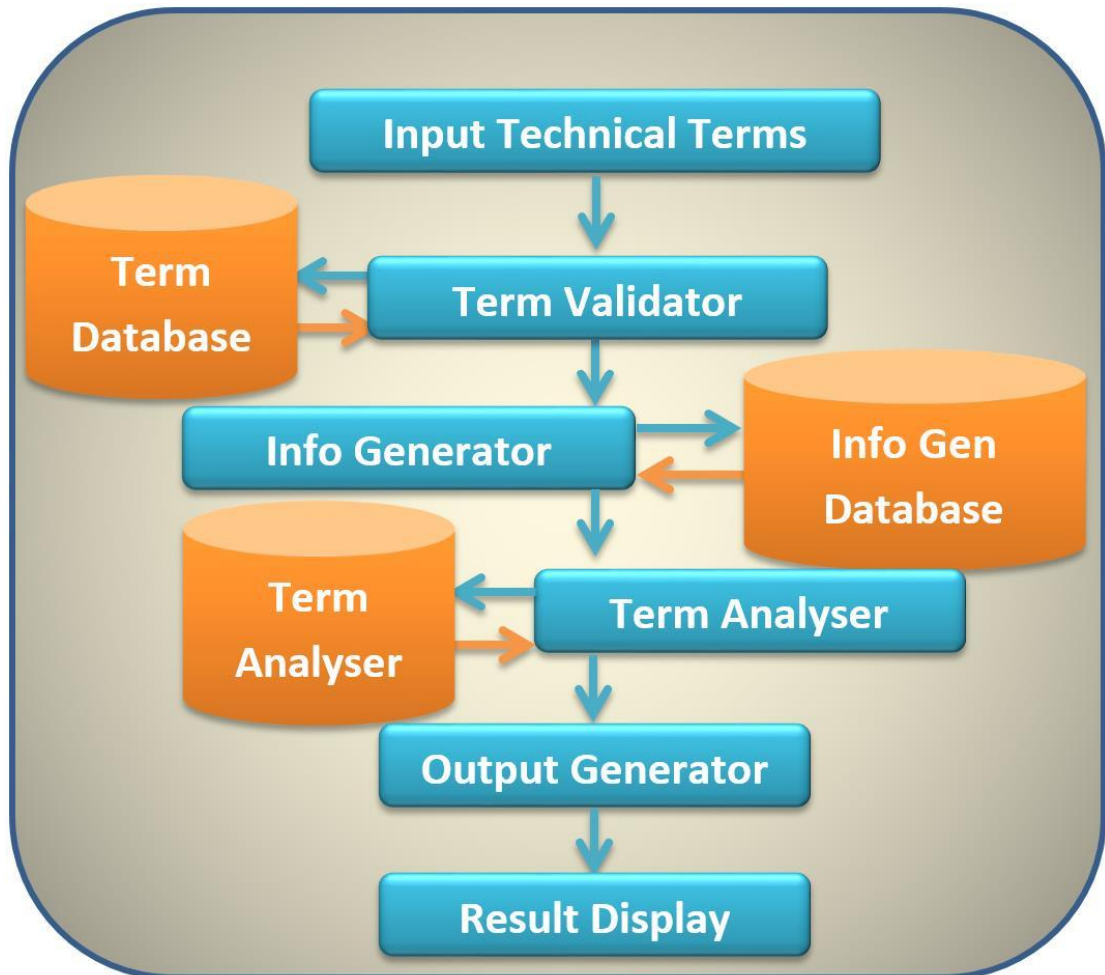 Input Technical Terms
Term
Database
Term Validator
Info Generator
Info Gen
Database
Term
Analyser
Term Analyser
Output Generator
Result Display